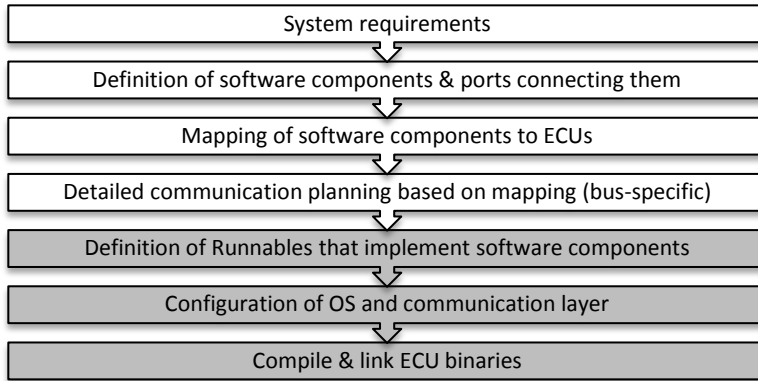 System requirements
Definition of software components & ports connecting them
Mapping of software components to ECUs
Detailed communication planning based on mapping (bus-specific)
Definition of Runnables that implement software components
Configuration of OS and communication layer
Compile & link ECU binaries